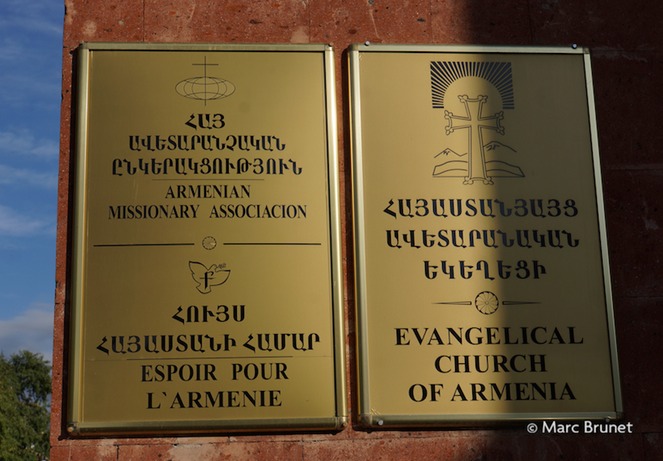 ՀԱՅ
ԱՎԵՏԱՐԱՆՉԱԿԱՆ
ԸՆԿԵՐԱԿՑՈՒԹՅՈՒՆ
ARMENIAN
MISSIONARY ASSOCIACION
ՀՈՒՅՍ
ՀԱՅԱՍՏԱՆԻ ՀԱՄԱՐ
ESPOIR POUR
L`ARMENIE
ՀԱՅԱՍՏԱՆՅԱՅՑ
ԱՎԵՏԱՐԱՆԱԿԱՆ
ԵԿԵՂԵՑԻ
EVANGELICAL
CHURCH
OF ARMENIA
© Marc Brunet